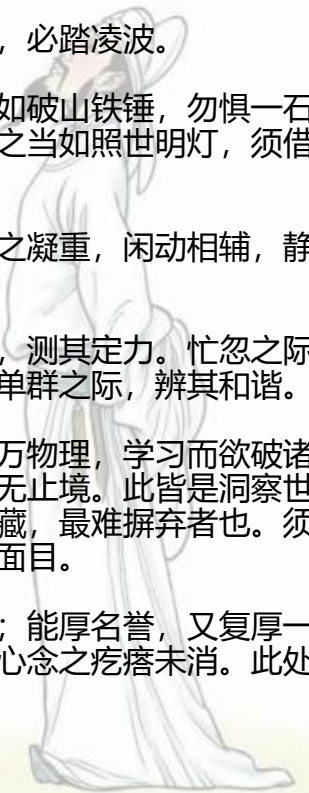 ，必踏凌波。
如破山铁锤，勿惧一石
之当如照世明灯，须借
之凝重，闲动相辅，静
，测其定力。忙忽之际
单群之际，辨其和谐。
万物理，学习而欲破诸
无止境。此皆是洞察世
藏，最难摒弃者也。须
面目。
；能厚名誉，又复厚一
心念之疙瘩未消。此处